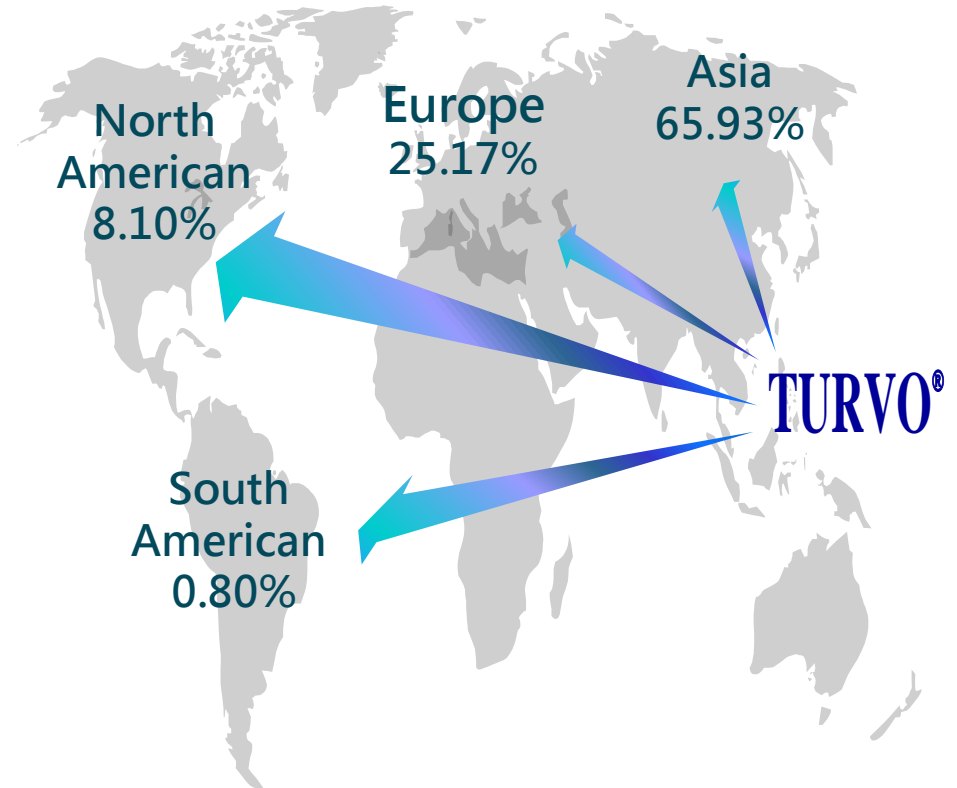 North
American
8.10%
Europe
25.17%
Asia
65.93%
TURVO®
South
American
0.80%